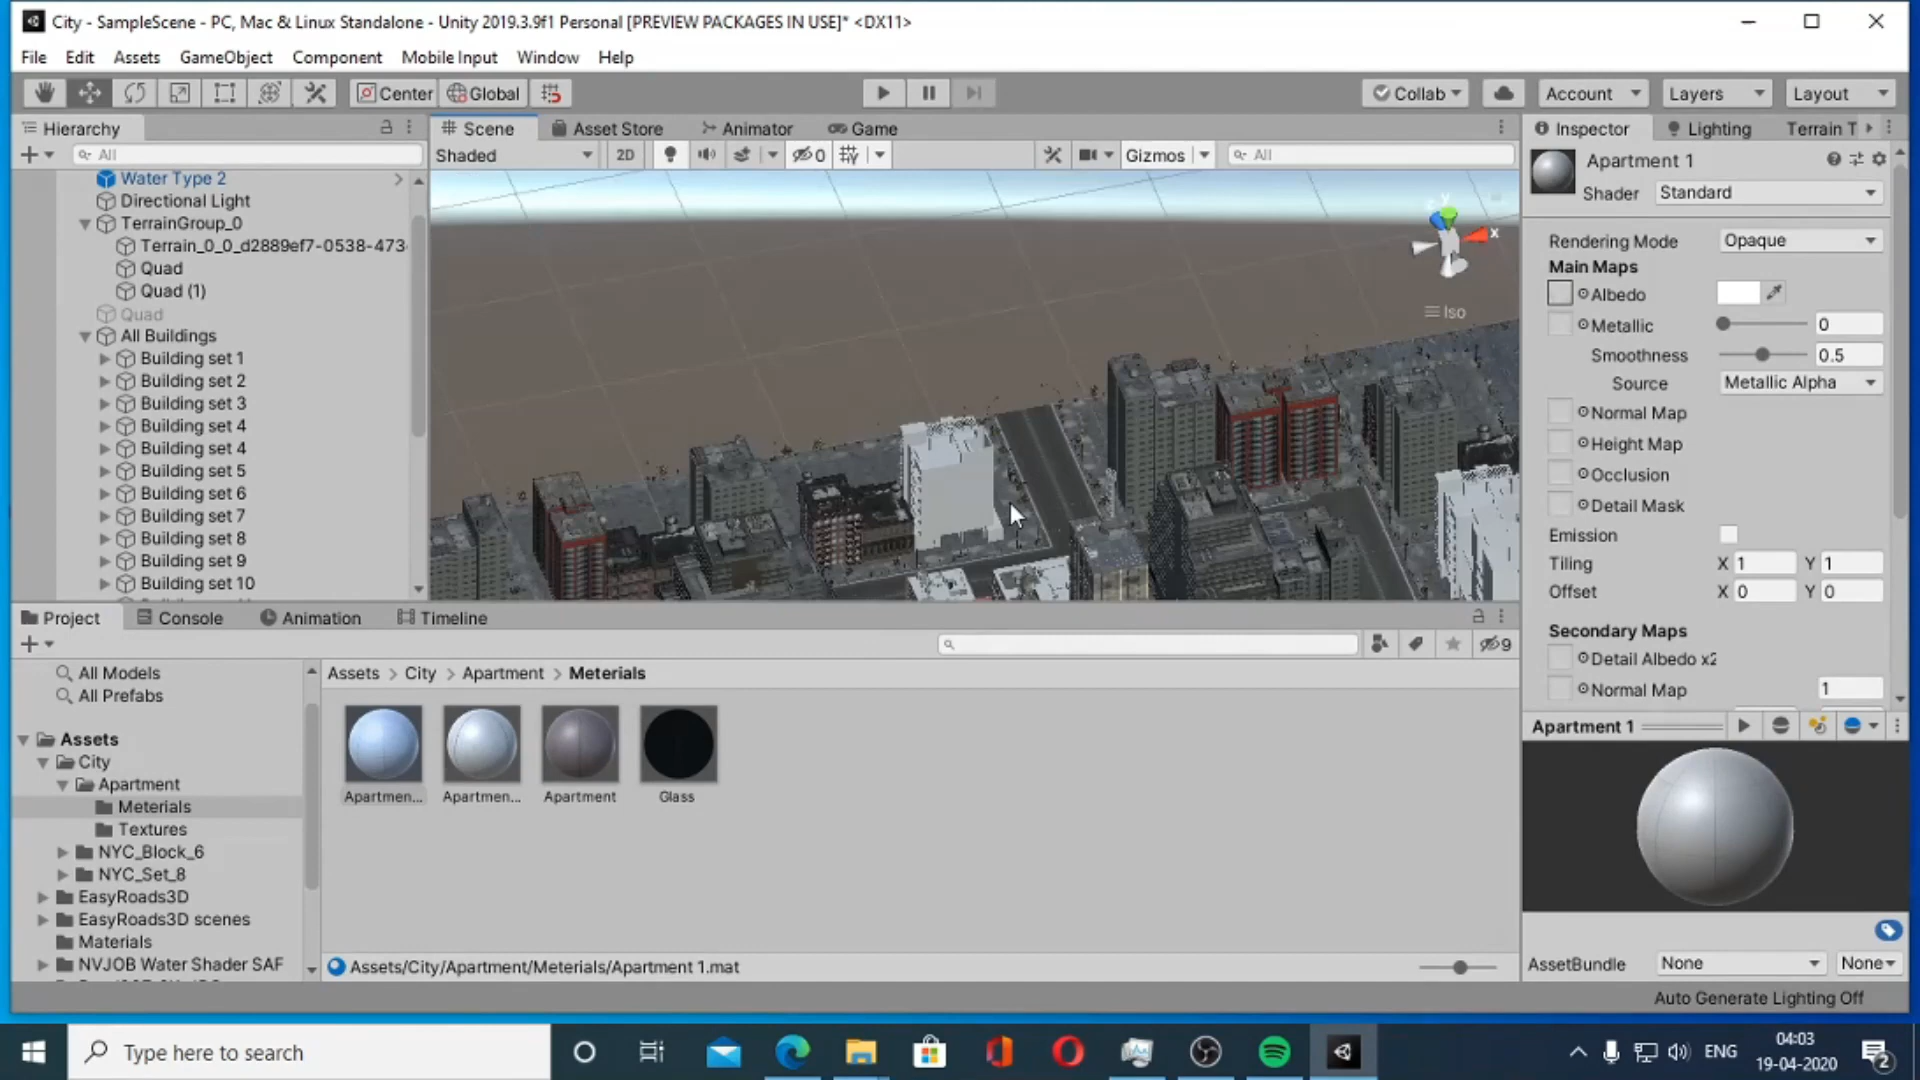 City - SampleScene - PC, Mac & Linux Standalone - Unity 2019.3.9f1 Personal [PREVIEW PACKAGES IN USE]* <DX11>
File Edit Assets GameObject Component Mobile Input Window Help
Center Global Collab Account Layers Layout
Hierarchy
All
Water Type 2
Directional Light
TerrainGroup_0
Terrain_0_0_d2889ef7-0538-473
Quad
Quad (1)
Quad
All Buildings
Building set 1
Building set 2
Building set 3
Building set 4
Building set 4
Building set 5
Building set 6
Building set 7
Building set 8
Building set 9
Building set 10
Scene Asset Store Animator Game
Shaded 2D 0 Gizmos All
y
x
Iso
Inspector Lighting Terrain T
Apartment 1
Shader Standard
Rendering Mode Opaque
Main Maps
Albedo
Metallic 0
Smoothness 0.5
Source Metallic Alpha
Normal Map
Height Map
Occlusion
Detail Mask
Emission
Tiling X 1 Y 1
Offset X 0 Y 0
Secondary Maps
Detail Albedo x2
Normal Map 1
Apartment 1
AssetBundle None None
Auto Generate Lighting Off
Project Console Animation Timeline
9
All Models
All Prefabs
Assets
City
Apartment
Meterials
Textures
NYC_Block_6
NYC_Set_8
EasyRoads3D
EasyRoads3D scenes
Materials
NVJOB Water Shader SAF
Assets > City > Apartment > Meterials
Apartmen... Apartmen... Apartment Glass
Assets/City/Apartment/Meterials/Apartment 1.mat
Type here to search
ENG
04:03
19-04-2020
2